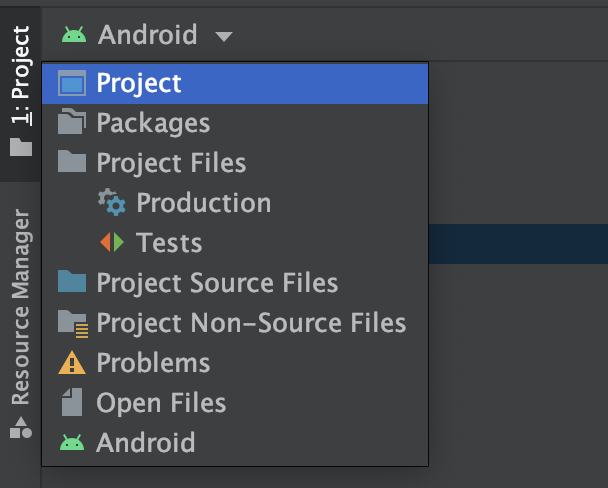 Android
1: Project
Resource Manager
Project
Packages
Project Files
Production
Tests
Project Source Files
Project Non-Source Files
Problems
Open Files
Android